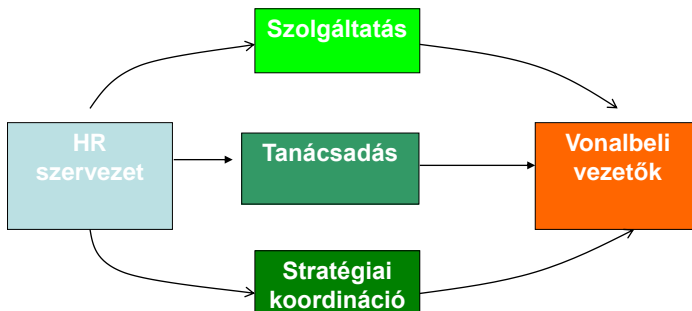 Szolgáltatás
HR
szervezet
Tanácsadás
Vonalbeli
vezetők
Stratégiai
koordináció